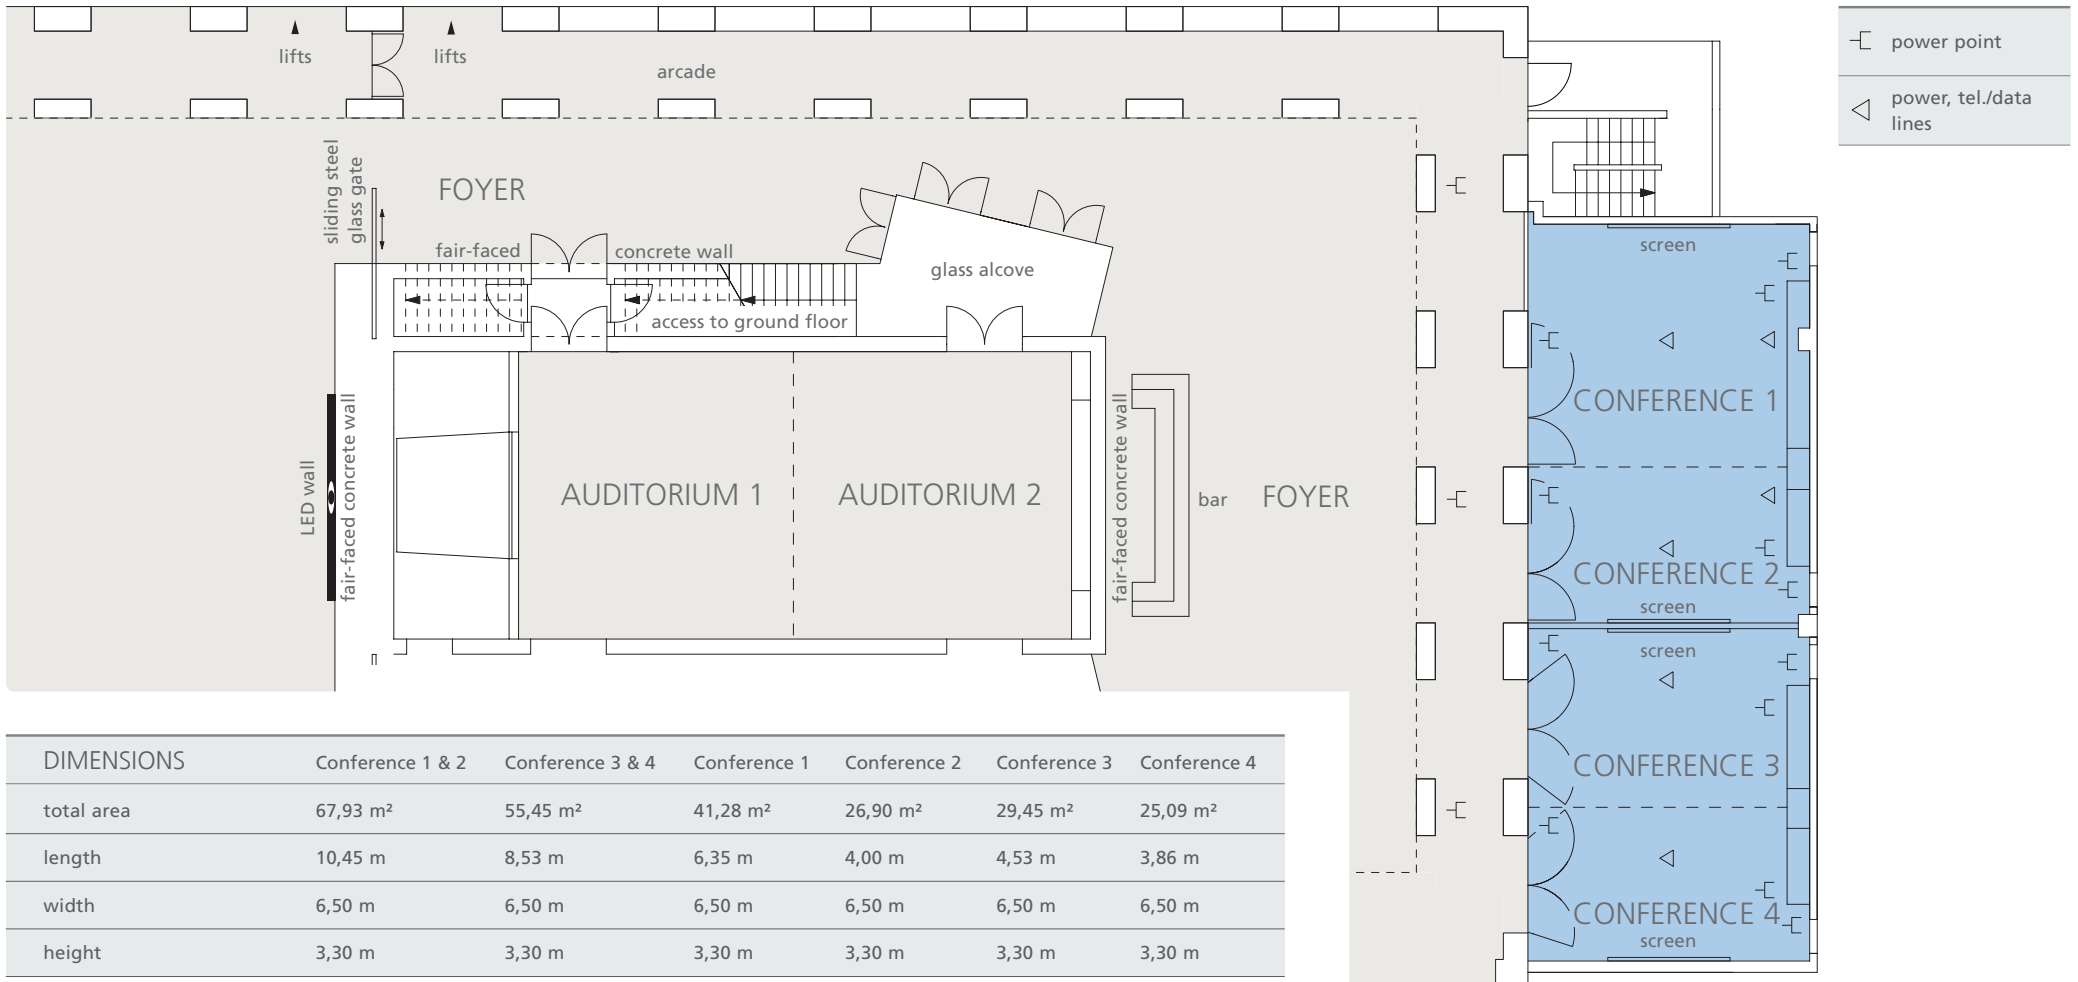 lifts
lifts
arcade
power point
power, tel./data
lines
sliding steel
glass gate
FOYER
fair-faced
concrete wall
glass alcove
access to ground floor
screen
CONFERENCE 1
LED wall
fair-faced concrete wall
AUDITORIUM 1
AUDITORIUM 2
fair-faced concrete wall
bar
FOYER
CONFERENCE 2
screen
screen
CONFERENCE 3
CONFERENCE 4
screen
DIMENSIONS Conference 1 & 2 Conference 3 & 4 Conference 1 Conference 2 Conference 3 Conference 4
total area 67,93 m² 55,45 m² 41,28 m² 26,90 m² 29,45 m² 25,09 m²
length 10,45 m 8,53 m 6,35 m 4,00 m 4,53 m 3,86 m
width 6,50 m 6,50 m 6,50 m 6,50 m 6,50 m 6,50 m
height 3,30 m 3,30 m 3,30 m 3,30 m 3,30 m 3,30 m